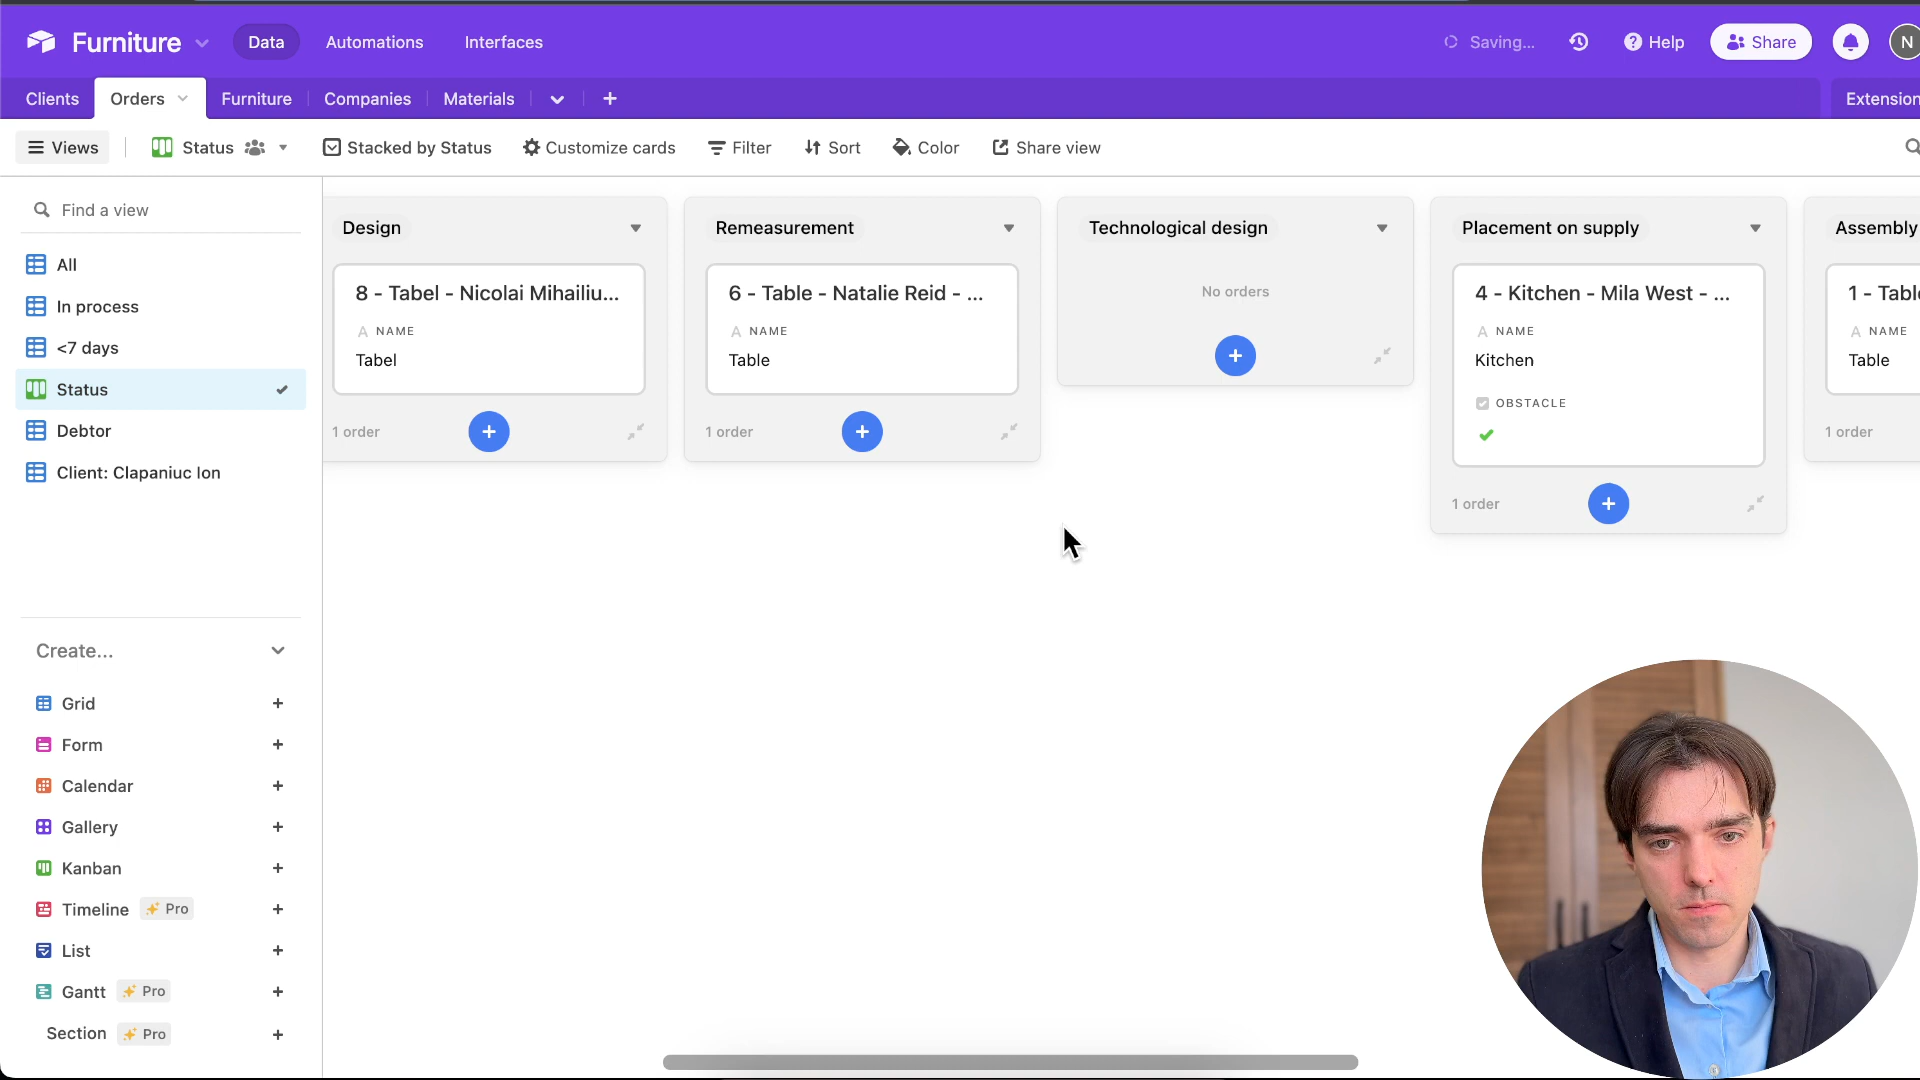 Furniture
Data
Automations
Interfaces
Saving...
Help
Share
N
Clients
Orders
Furniture
Companies
Materials
Extension
Views
Status
Stacked by Status
Customize cards
Filter
Sort
Color
Share view
Find a view
All
In process
<7 days
Status
Debtor
Client: Clapaniuc Ion
Create...
Grid
Form
Calendar
Gallery
Kanban
Timeline Pro
List
Gantt Pro
Section Pro
Design
8 - Tabel - Nicolai Mihailiu...
A NAME
Tabel
1 order
Remeasurement
6 - Table - Natalie Reid - ...
A NAME
Table
1 order
Technological design
No orders
Placement on supply
4 - Kitchen - Mila West - ...
A NAME
Kitchen
OBSTACLE
1 order
Assembly
1 - Table
A NAME
Table
1 order